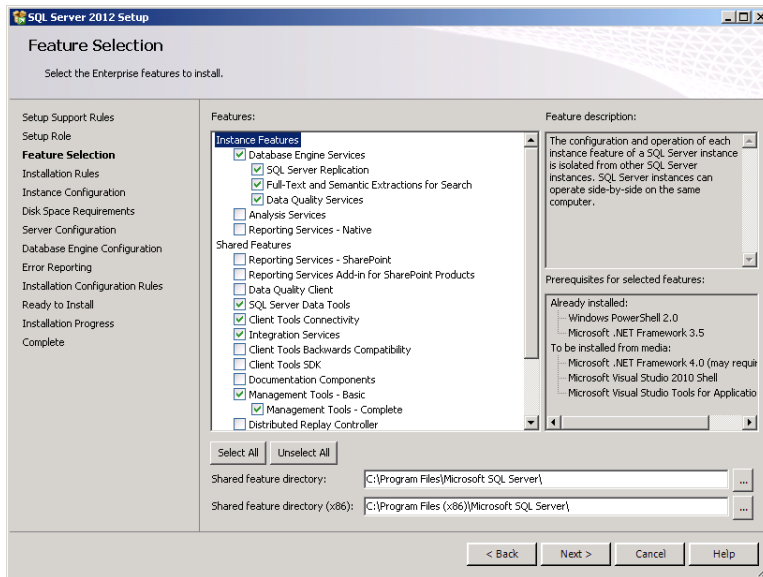 SQL Server 2012 Setup
Feature Selection
Select the Enterprise features to install.
Setup Support Rules
Setup Role
Feature Selection
Installation Rules
Instance Configuration
Disk Space Requirements
Server Configuration
Database Engine Configuration
Error Reporting
Installation Configuration Rules
Ready to Install
Installation Progress
Complete
Features:
Instance Features
Database Engine Services
SQL Server Replication
Full-Text and Semantic Extractions for Search
Data Quality Services
Analysis Services
Reporting Services - Native
Shared Features
Reporting Services - SharePoint
Reporting Services Add-in for SharePoint Products
Data Quality Client
SQL Server Data Tools
Client Tools Connectivity
Integration Services
Client Tools Backwards Compatibility
Client Tools SDK
Documentation Components
Management Tools - Basic
Management Tools - Complete
Distributed Replay Controller
Feature description:
The configuration and operation of each
instance feature of a SQL Server instance
is isolated from other SQL Server
instances. SQL Server instances can
operate side-by-side on the same
computer.
Prerequisites for selected features:
Already installed:
Windows PowerShell 2.0
Microsoft .NET Framework 3.5
To be installed from media:
Microsoft .NET Framework 4.0 (may requir
Microsoft Visual Studio 2010 Shell
Microsoft Visual Studio Tools for Applicatio
Select All
Unselect All
Shared feature directory:
C:\Program Files\Microsoft SQL Server\
...
Shared feature directory (x86):
C:\Program Files (x86)\Microsoft SQL Server\
...
< Back
Next >
Cancel
Help